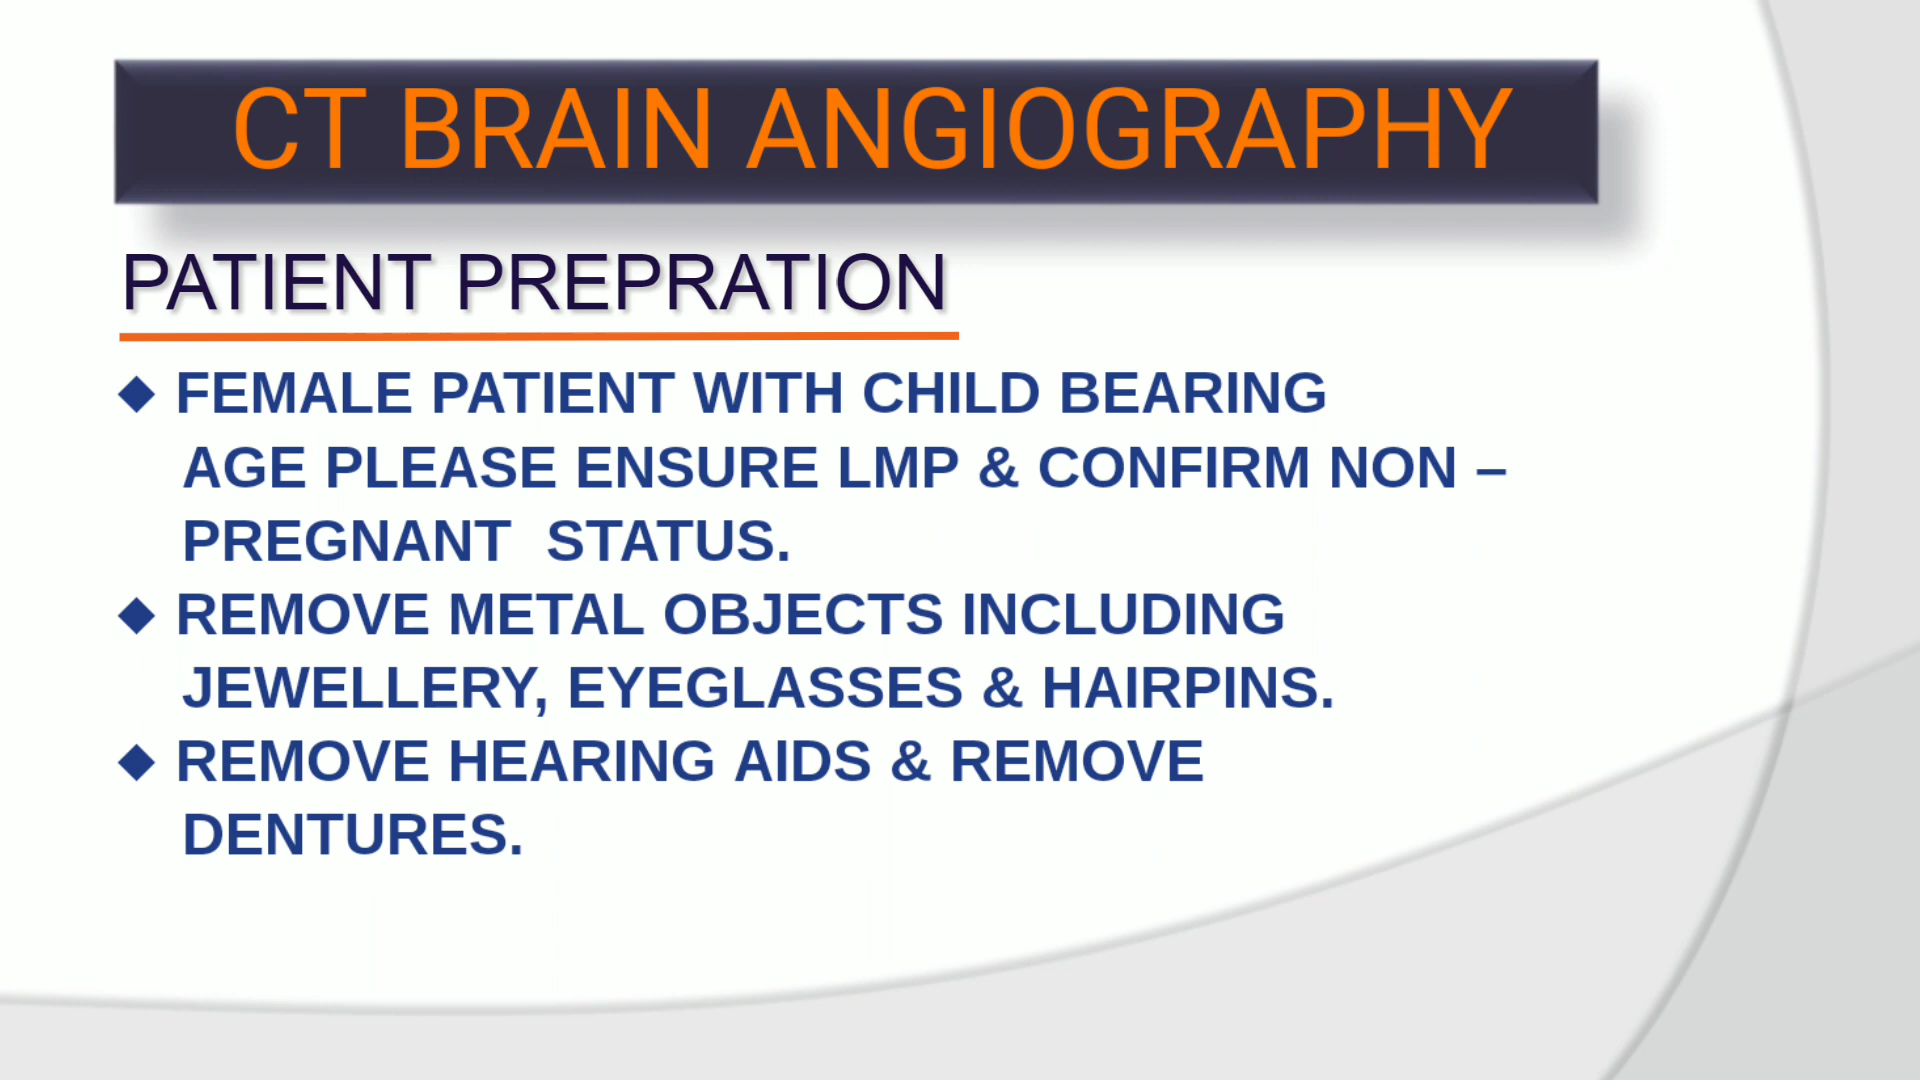 CT BRAIN ANGIOGRAPHY
PATIENT PREPRATION
◆ FEMALE PATIENT WITH CHILD BEARING
AGE PLEASE ENSURE LMP & CONFIRM NON –
PREGNANT  STATUS.
◆ REMOVE METAL OBJECTS INCLUDING
JEWELLERY, EYEGLASSES & HAIRPINS.
◆ REMOVE HEARING AIDS & REMOVE
DENTURES.